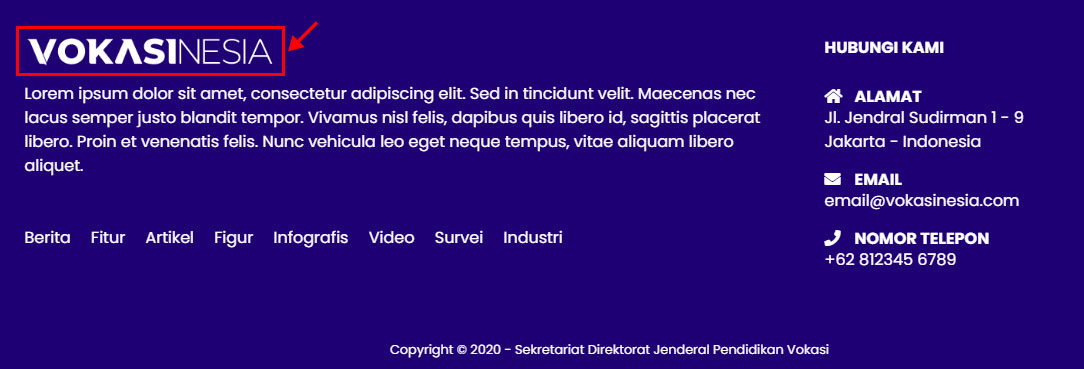 VOKASINESIA
Lorem ipsum dolor sit amet, consectetur adipiscing elit. Sed in tincidunt velit. Maecenas nec
lacus semper justo blandit tempor. Vivamus nisl felis, dapibus quis libero id, sagittis placerat
libero. Proin et venenatis felis. Nunc vehicula leo eget neque tempus, vitae aliquam libero
aliquet.
Berita Fitur Artikel Figur Infografis Video Survei Industri
HUBUNGI KAMI
ALAMAT
Jl. Jendral Sudirman 1 - 9
Jakarta - Indonesia
EMAIL
email@vokasinesia.com
NOMOR TELEPON
+62 812345 6789
Copyright © 2020 - Sekretariat Direktorat Jenderal Pendidikan Vokasi